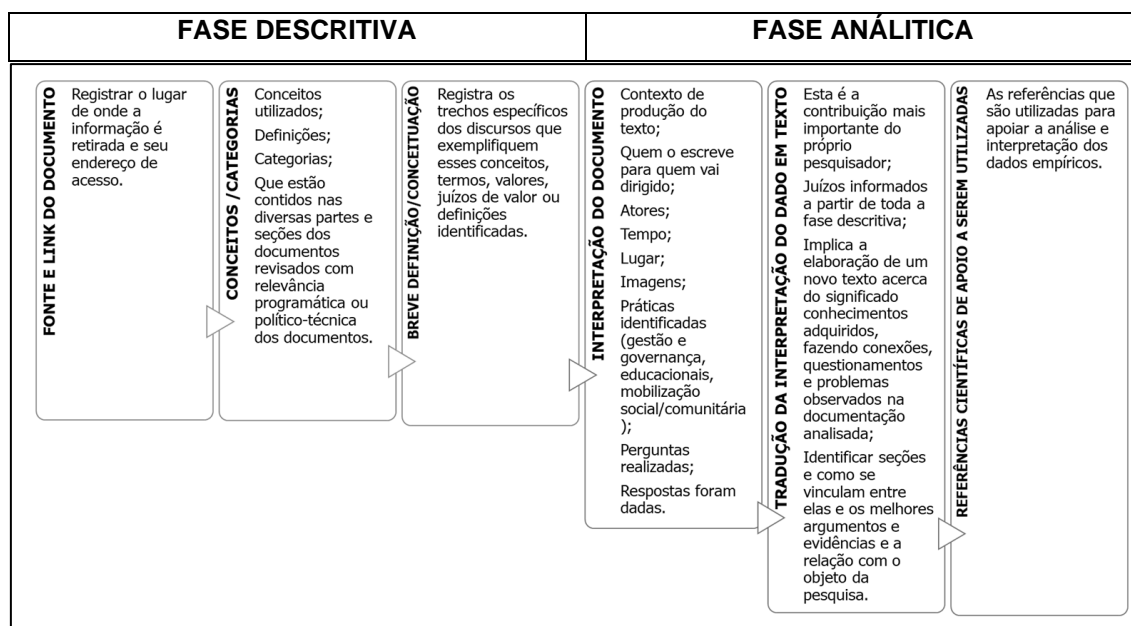 FASE DESCRITIVA
FASE ANÁLITICA
FONTE E LINK DO DOCUMENTO
Registrar o lugar
de onde a
informação é
retirada e seu
endereço de
acesso.
CONCEITOS /CATEGORIAS
Conceitos
utilizados;
Definições;
Categorias;
Que estão
contidos nas
diversas partes e
seções dos
documentos
revisados com
relevância
programática ou
político-técnica
dos documentos.
BREVE DEFINIÇÃO/CONCEITUAÇÃO
Registra os
trechos específicos
dos discursos que
exemplifiquem
esses conceitos,
termos, valores,
juízos de valor ou
definições
identificadas.
INTERPRETAÇÃO DO DOCUMENTO
Contexto de
produção do
texto;
Quem o escreve
para quem vai
dirigido;
Atores;
Tempo;
Lugar;
Imagens;
Práticas
identificadas
(gestão e
governança,
educacionais,
mobilização
social/comunitária
);
Perguntas
realizadas;
Respostas foram
dadas.
TRADUÇÃO DA INTERPRETAÇÃO DO DADO EM TEXTO
Esta é a
contribuição mais
importante do
próprio
pesquisador;
Juízos informados
a partir de toda a
fase descritiva;
Implica a
elaboração de um
novo texto acerca
do significado
conhecimentos
adquiridos,
fazendo conexões,
questionamentos
e problemas
observados na
documentação
analisada;
Identificar seções
e como se
vinculam entre
elas e os melhores
argumentos e
evidências e a
relação com o
objeto da
pesquisa.
REFERÊNCIAS CIENTÍFICAS DE APOIO A SEREM UTILIZADAS
As referências que
são utilizadas para
apoiar a análise e
interpretação dos
dados empíricos.